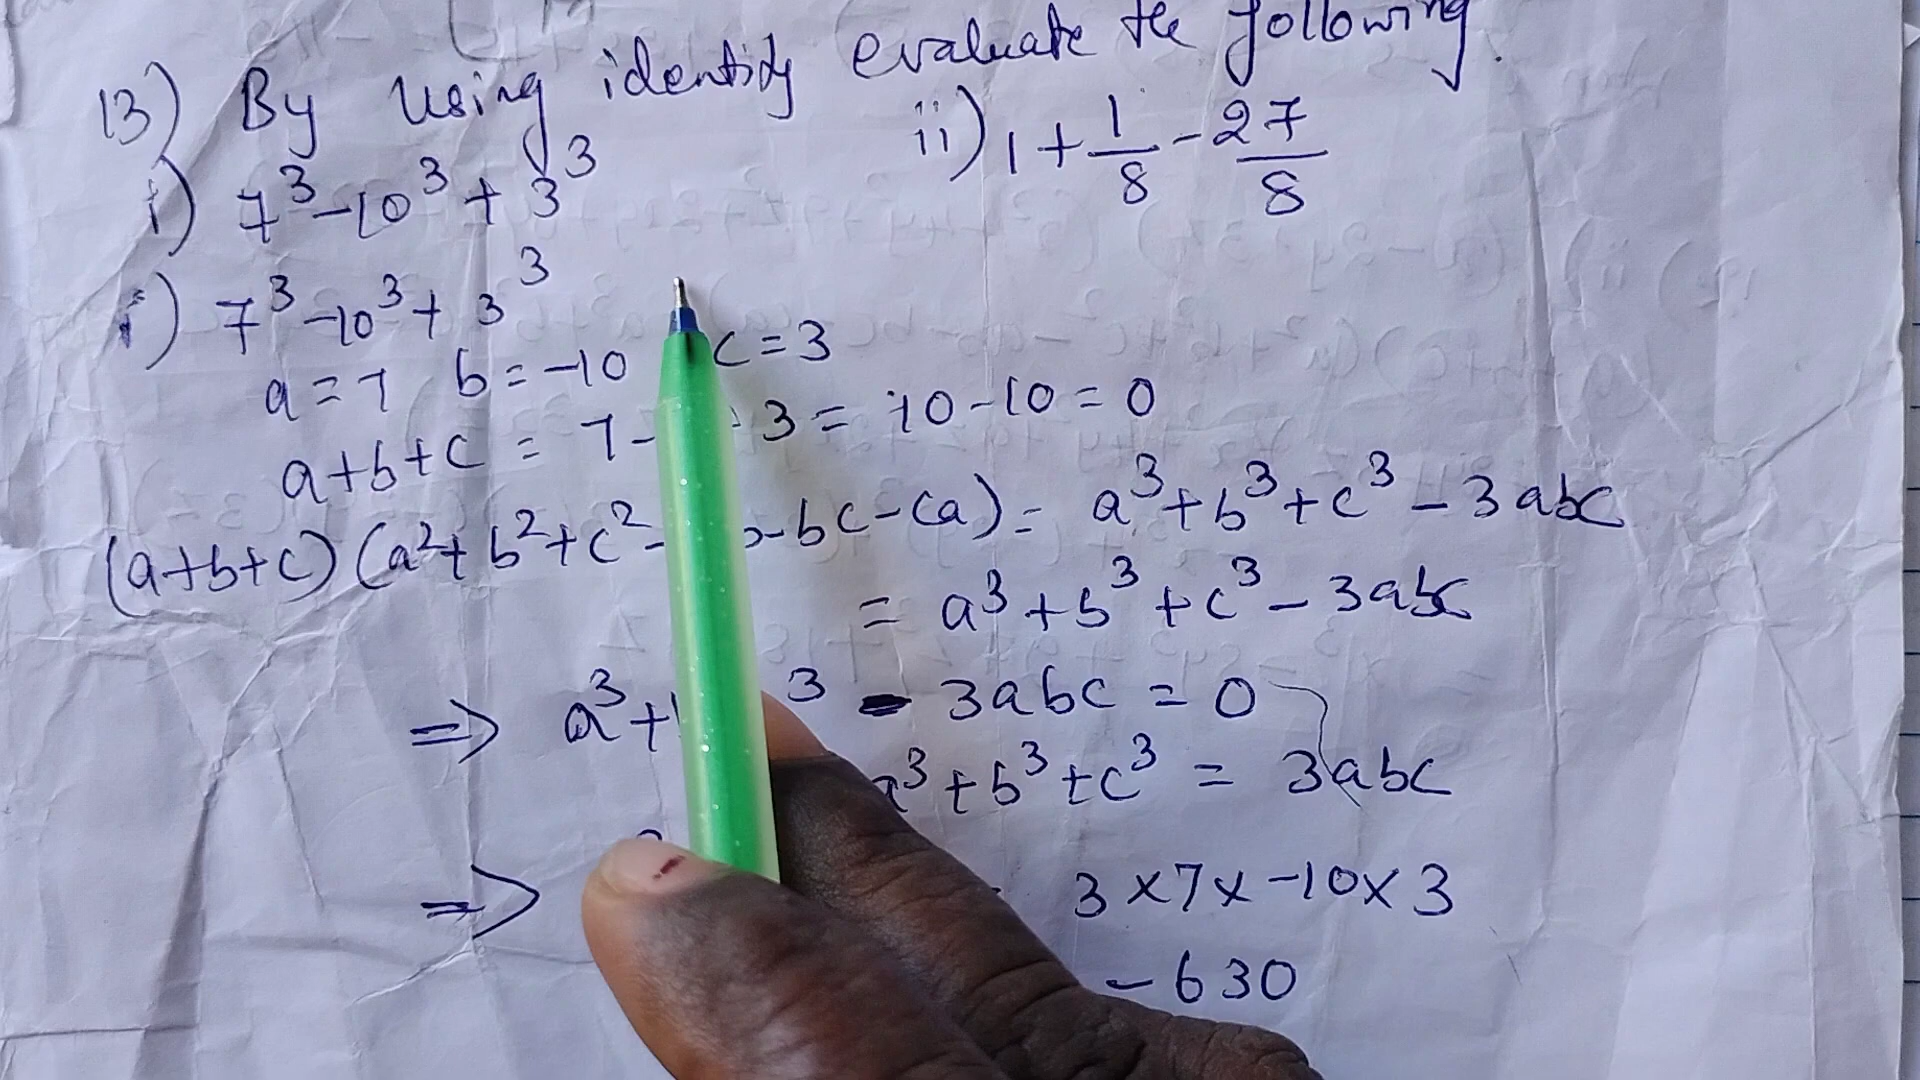 13) By using identity evaluate the following.
i) 7³-10³+3³ ii) 1+1/8-27/8
i) 7³-10³+3³
a=7 b=-10 c=3
a+b+c = 7- 3 = 10-10=0
(a+b+c)(a²+b²+c²- -bc-ca) = a³+b³+c³-3abc
= a³+b³+c³-3abc
=> a³+ 3 - 3abc = 0
a³+b³+c³ = 3abc
=> 3×7×-10×3
-630